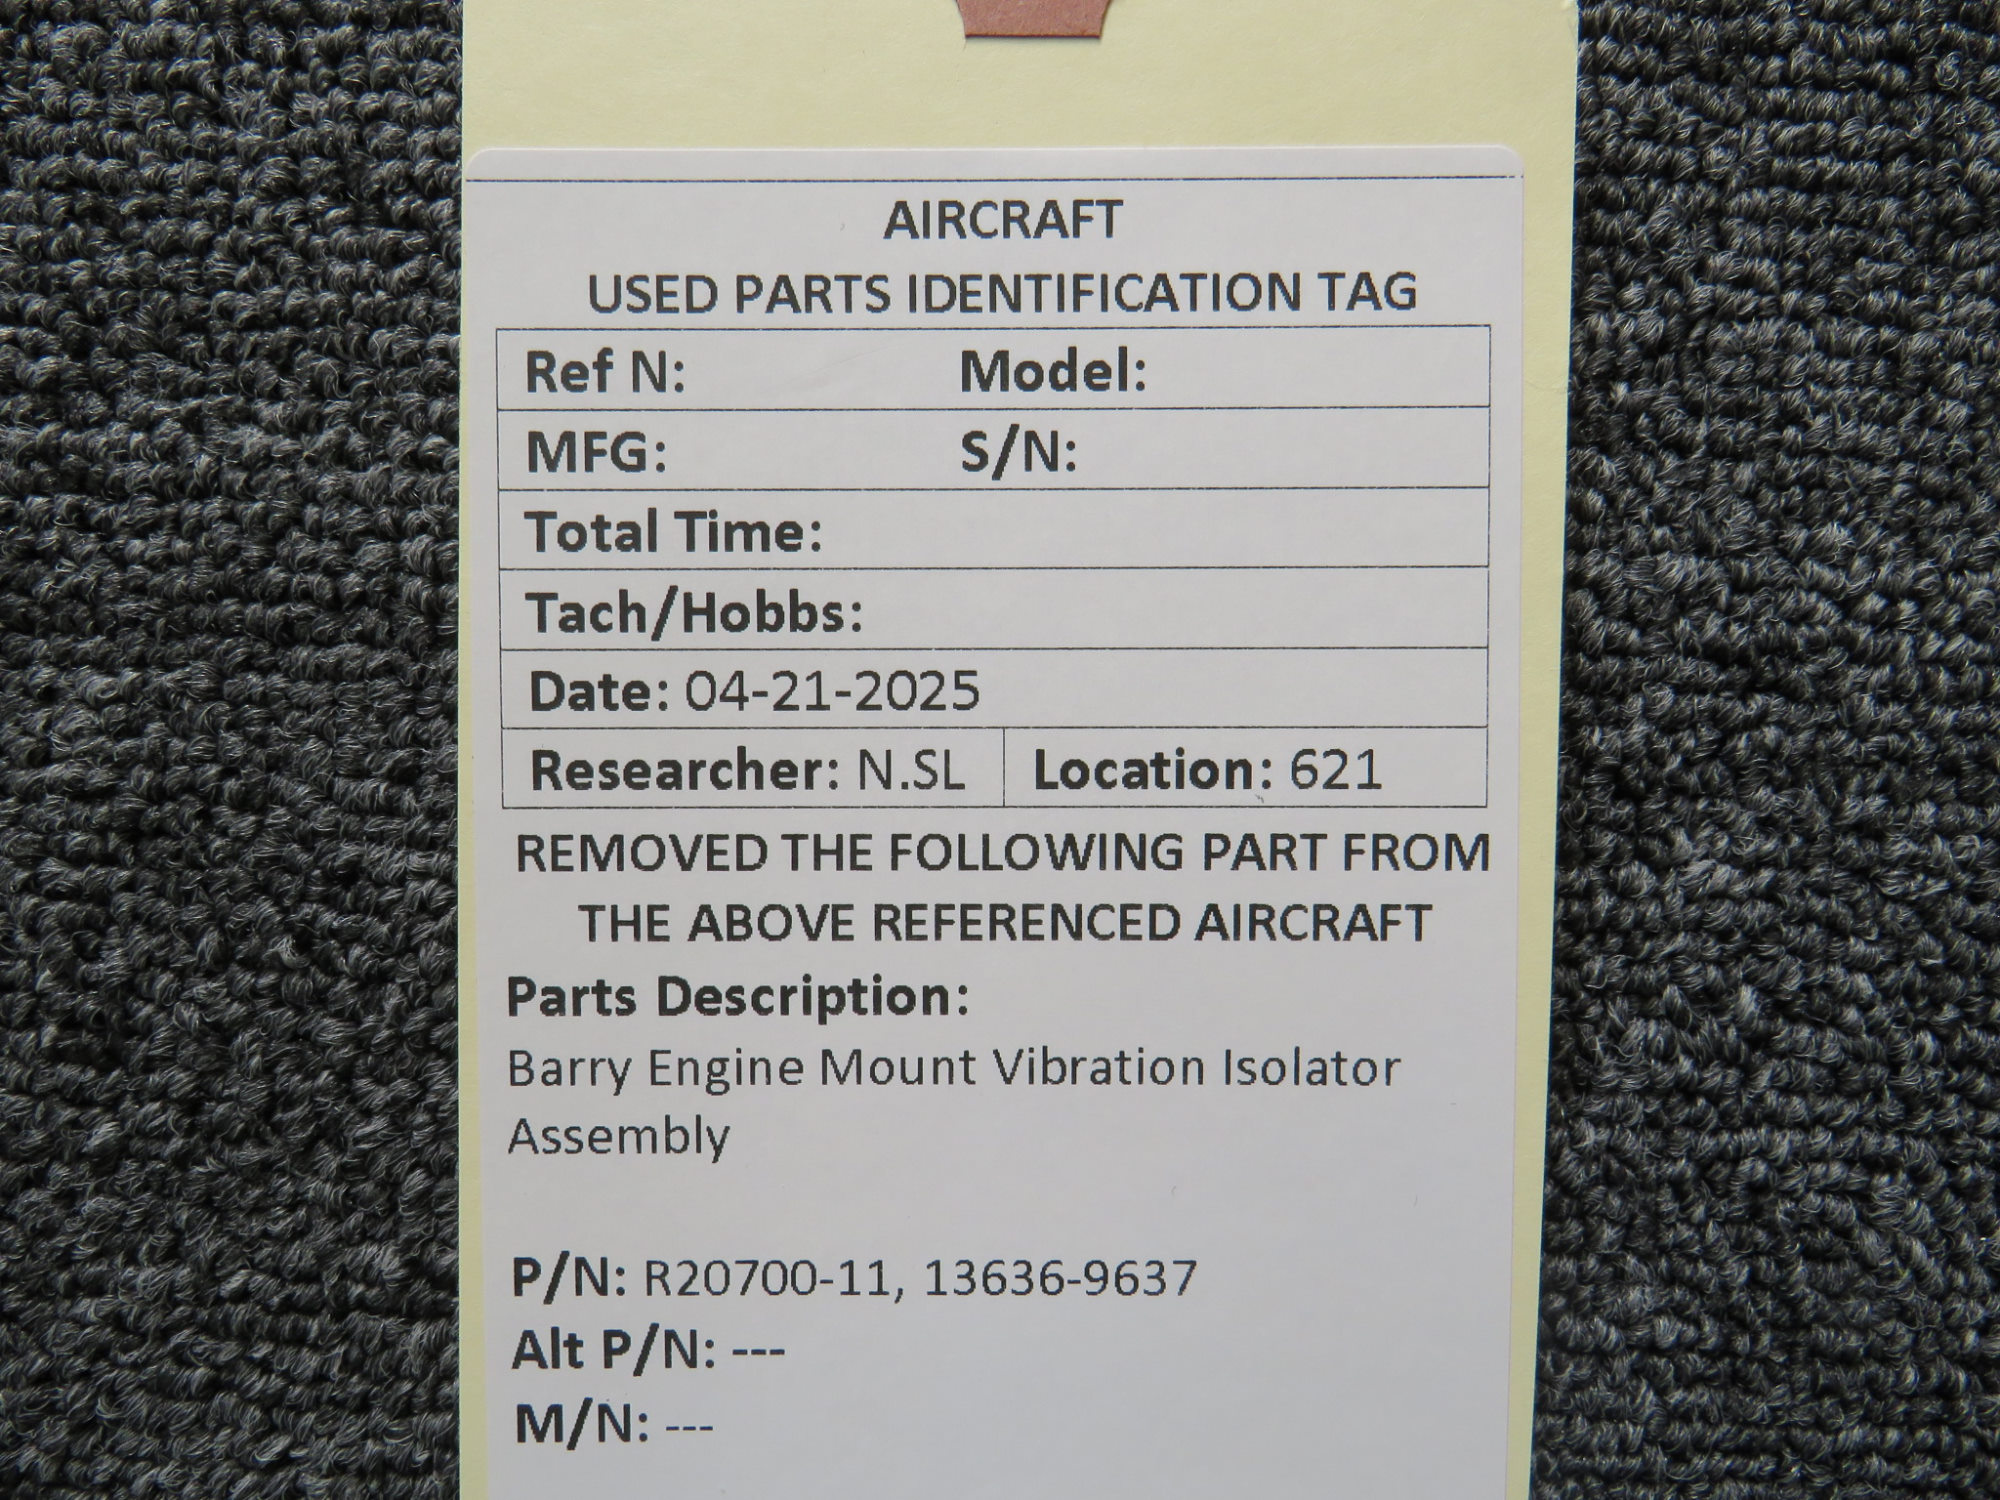 AIRCRAFT
USED PARTS IDENTIFICATION TAG
Ref N: Model:
MFG: S/N:
Total Time:
Tach/Hobbs:
Date: 04-21-2025
Researcher: N.SL Location: 621
REMOVED THE FOLLOWING PART FROM
THE ABOVE REFERENCED AIRCRAFT
Parts Description:
Barry Engine Mount Vibration Isolator
Assembly
P/N: R20700-11, 13636-9637
Alt P/N: ---
M/N: ---